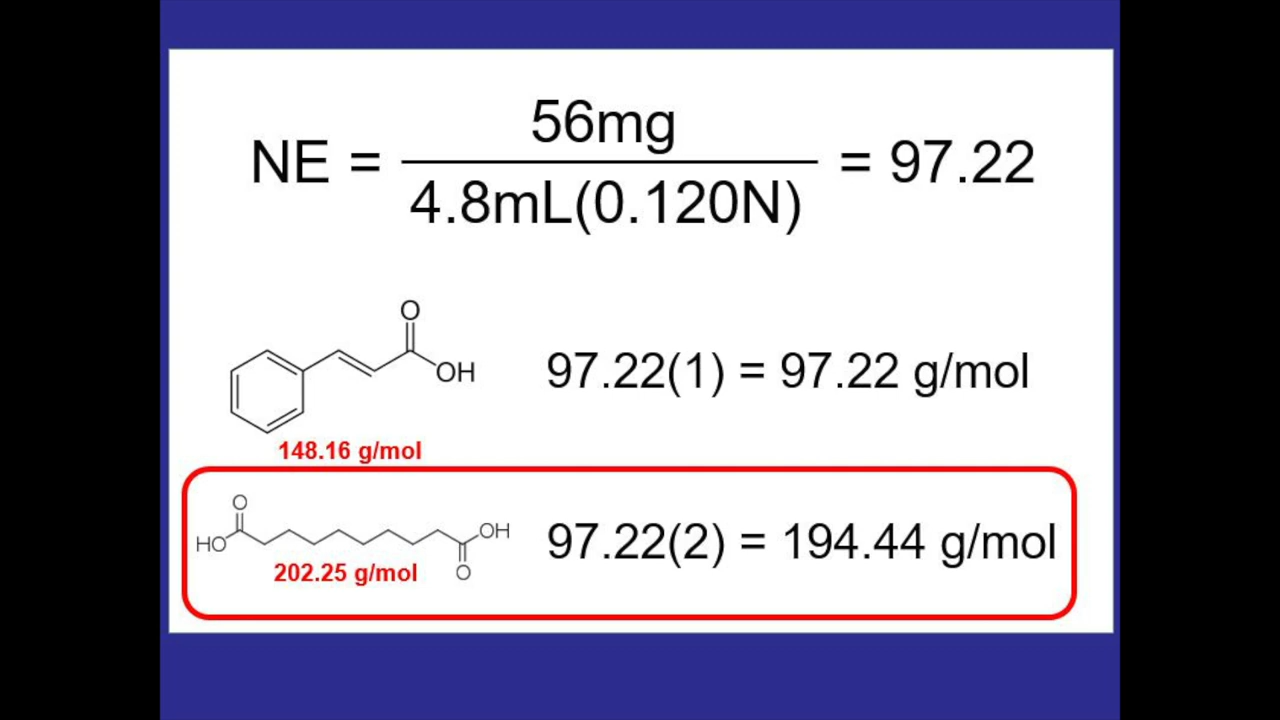 56mg
NE = ──── = 97.22
4.8mL(0.120N)
O
OH
97.22(1) = 97.22 g/mol
148.16 g/mol
O
HO
OH
O
97.22(2) = 194.44 g/mol
202.25 g/mol